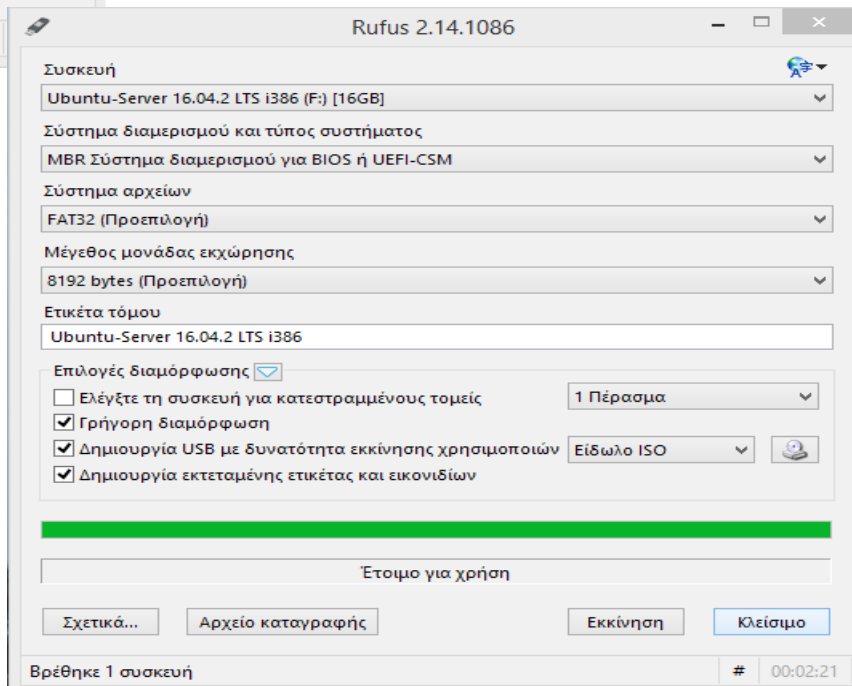 Rufus 2.14.1086
Συσκευή
Ubuntu-Server 16.04.2 LTS i386 (F:) [16GB]
Σύστημα διαμερισμού και τύπος συστήματος
MBR Σύστημα διαμερισμού για BIOS ή UEFI-CSM
Σύστημα αρχείων
FAT32 (Προεπιλογή)
Μέγεθος μονάδας εκχώρησης
8192 bytes (Προεπιλογή)
Ετικέτα τόμου
Ubuntu-Server 16.04.2 LTS i386
Επιλογές διαμόρφωσης
Ελέγξτε τη συσκευή για κατεστραμμένους τομείς 1 Πέρασμα
Γρήγορη διαμόρφωση
Δημιουργία USB με δυνατότητα εκκίνησης χρησιμοποιών Είδωλο ISO
Δημιουργία εκτεταμένης ετικέτας και εικονιδίων
Έτοιμο για χρήση
Σχετικά... Αρχείο καταγραφής Εκκίνηση Κλείσιμο
Βρέθηκε 1 συσκευή # 00:02:21